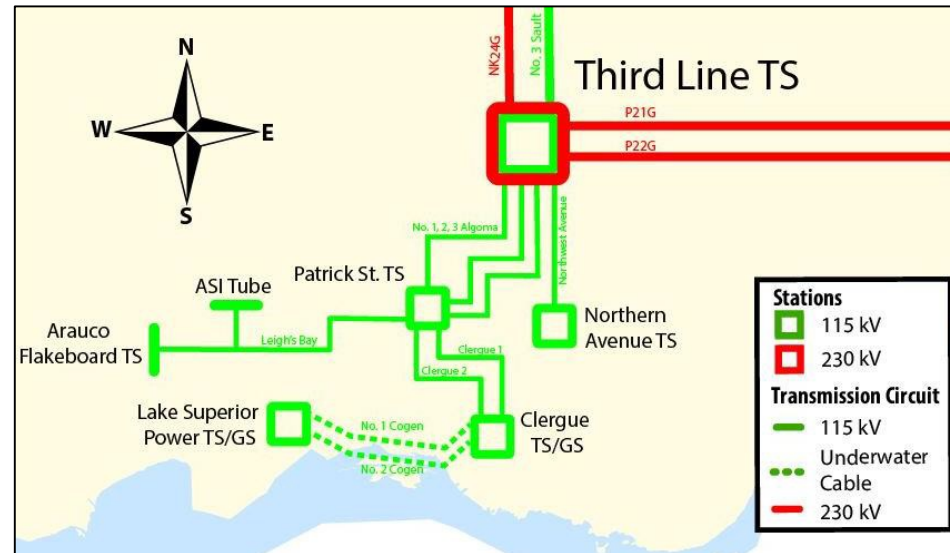 NK24G
No. 3 Sault
N
W
E
S
Third Line TS
P21G
P22G
No. 1, 2, 3 Algoma
Northwest Avenue
Patrick St. TS
ASI Tube
Arauco
Flakeboard TS
Leigh's Bay
Northern
Avenue TS
Clergue 1
Clergue 2
Lake Superior
Power TS/GS
No. 1 Cogen
No. 2 Cogen
Clergue
TS/GS
Stations
115 kV
230 kV
Transmission Circuit
115 kV
Underwater
Cable
230 kV